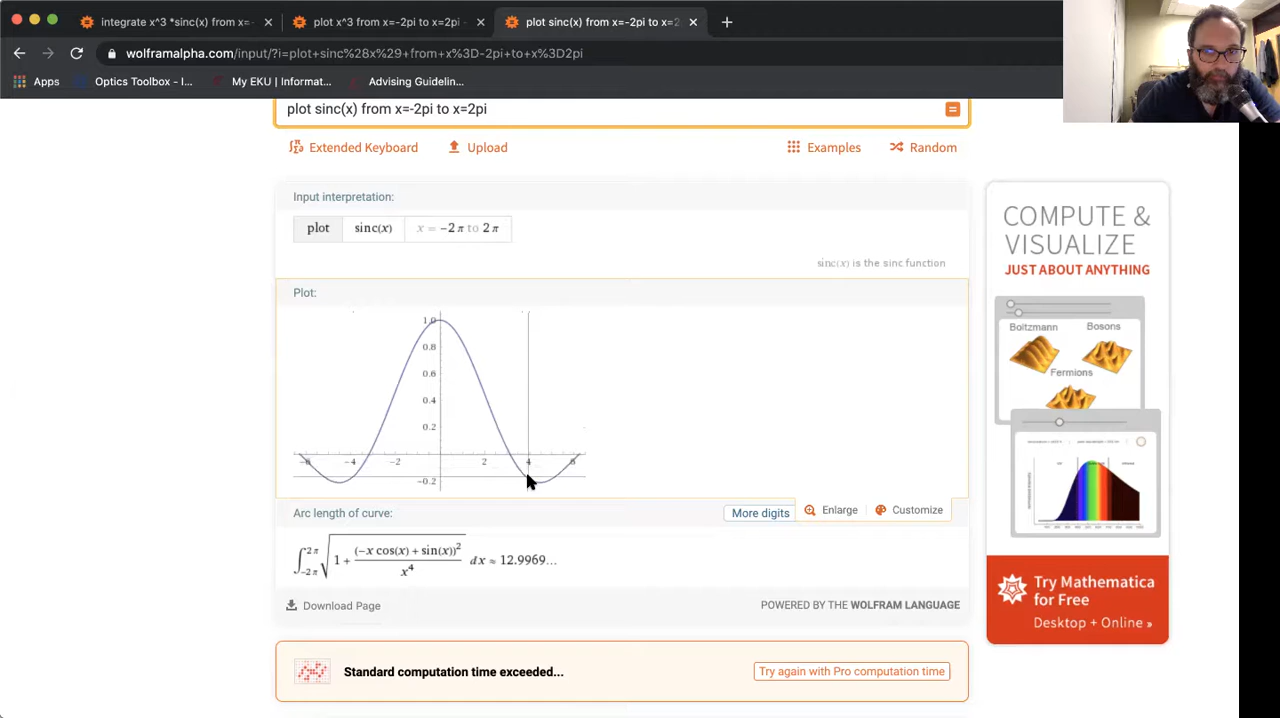 integrate x^3 *sinc(x) from x=-
plot x^3 from x=-2pi to x=2pi -
plot sinc(x) from x=-2pi to x=2
wolframalpha.com/input/?i=plot+sinc%28x%29+from+x%3D-2pi+to+x%3D2pi
Apps
Optics Toolbox - I...
My EKU | Informat...
Advising Guidelin...
plot sinc(x) from x=-2pi to x=2pi
=
Extended Keyboard
Upload
Examples
Random
Input interpretation:
plot sinc(x) x = -2 π to 2 π
sinc(x) is the sinc function
Plot:
1.0
0.8
0.6
0.4
0.2
-6 -4 -2 2 4 6
-0.2
Enlarge
Customize
Arc length of curve:
More digits
∫_{-2π}^{2π} √(1 + (-x cos(x) + sin(x))²/x⁴) dx ≈ 12.9969...
Download Page
POWERED BY THE WOLFRAM LANGUAGE
Standard computation time exceeded...
Try again with Pro computation time
COMPUTE &
VISUALIZE
JUST ABOUT ANYTHING
Boltzmann
Bosons
Fermions
Try Mathematica
for Free
Desktop + Online »